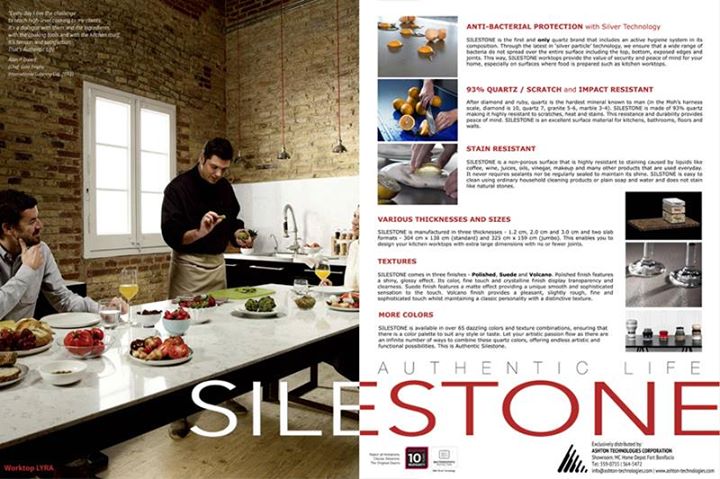 "Every day I love the challenge
to reach high-level cooking to my clients.
It's a dialogue with them and the ingredients,
with the cooking tools and with the kitchen itself.
It's tension and satisfaction.
That's Authentic Life"
ANTI-BACTERIAL PROTECTION with Silver Technology
SILESTONE is the first and only quartz brand that includes an active hygiene system in its
composition. Through the latest in 'silver particle' technology, we ensure that a wide range of
bacteria do not spread over the entire surface including the top, bottom, exposed edges and
joints. This way, SILESTONE worktops provide the value of security and peace of mind for your
home, especially on surfaces where food is prepared such as kitchen worktops.
93% QUARTZ / SCRATCH and IMPACT RESISTANT
After diamond and ruby, quartz is the hardest mineral known to man (in the Moh's harness
scale, diamond is 10, quartz 7, granite 5-6, marble 3-4). SILESTONE is made of 93% quartz
making it highly resistant to scratches, heat and stains. This resistance and durability provides
peace of mind. SILESTONE is an excellent surface material for kitchens, bathrooms, floors and
walls.
STAIN RESISTANT
SILESTONE is a non-porous surface that is highly resistant to staining caused by liquids like
coffee, wine, juices, oils, vinegar, makeup and many other products that are used everyday.
It never requires sealants nor be regularly sealed to maintain its shine. SILESTONE is easy to
clean using ordinary household cleaning products or plain soap and water and does not stain
like natural stones.
VARIOUS THICKNESSES AND SIZES
SILESTONE is manufactured in three thicknesses - 1.2 cm, 2.0 cm and 3.0 cm and two slab
formats - 304 cm x 138 cm (standard) and 325 cm x 159 cm (jumbo). This enables you to
design your kitchen worktops with extra large dimensions with no or fewer joints.
TEXTURES
SILESTONE comes in three finishes - Polished, Suede and Volcano. Polished finish features
a shiny, glossy effect. Its color, fine touch and crystalline finish display transparency and
cleanness. Suede finish features a matte effect providing a unique smooth and sophisticated
sensation to the touch. Volcano finish provides a pleasant, slightly rough, fine and
sophisticated touch whilst maintaining a classic personality with a distinctive texture.
MORE COLORS
SILESTONE is available in over 65 dazzling colors and texture combinations, ensuring that
there is a color palette to suit any style or taste. Let your artistic passion flow as there are
an infinite number of ways to combine these quartz colors, offering endless artistic and
functional possibilities. This is Authentic Silestone.
AUTHENTIC LIFE
SILESTONE
Worktop LYRA
10
WARRANTY
Exclusively distributed by:
ASHTON TECHNOLOGIES CORPORATION
Showroom: MC Home Depot Fort Bonifacio
Tel: 359-0735 | 564-5472
info@ashton-technologies.com | www.ashton-technologies.com